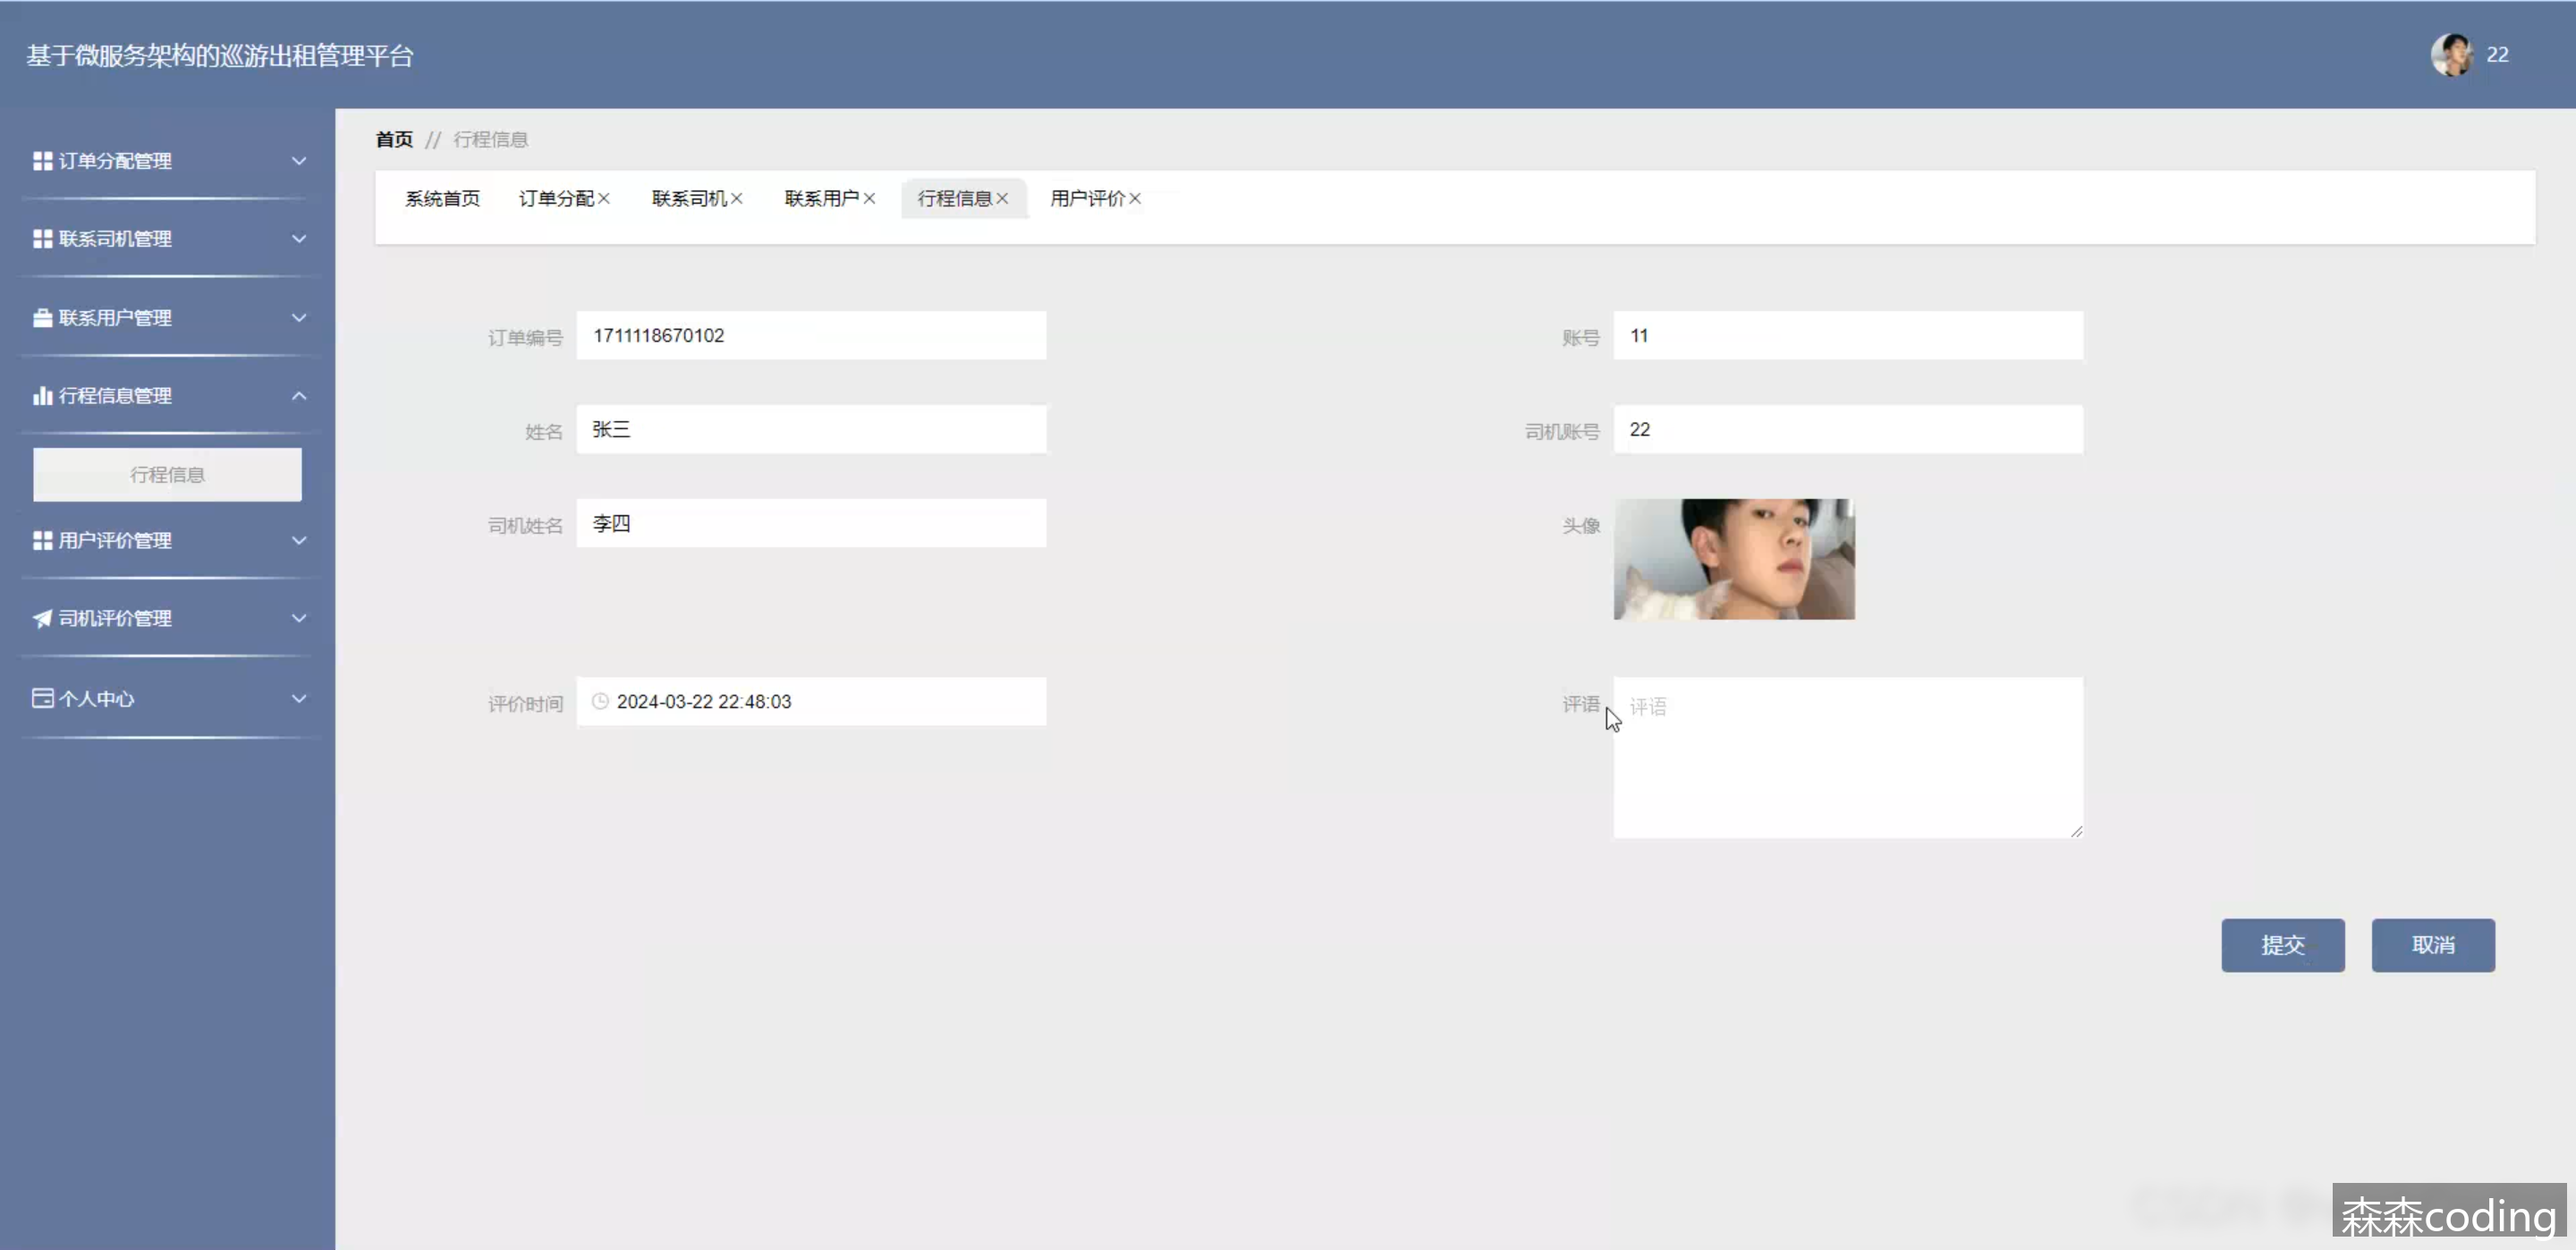 基于微服务架构的巡游出租管理平台
22
订单分配管理
联系司机管理
联系用户管理
行程信息管理
行程信息
用户评价管理
司机评价管理
个人中心
首页 // 行程信息
系统首页 订单分配 联系司机 联系用户 行程信息 用户评价
订单编号 1711118670102 账号 11
姓名 张三 司机账号 22
司机姓名 李四 头像
评价时间 2024-03-22 22:48:03 评语 评语
提交 取消
森森coding